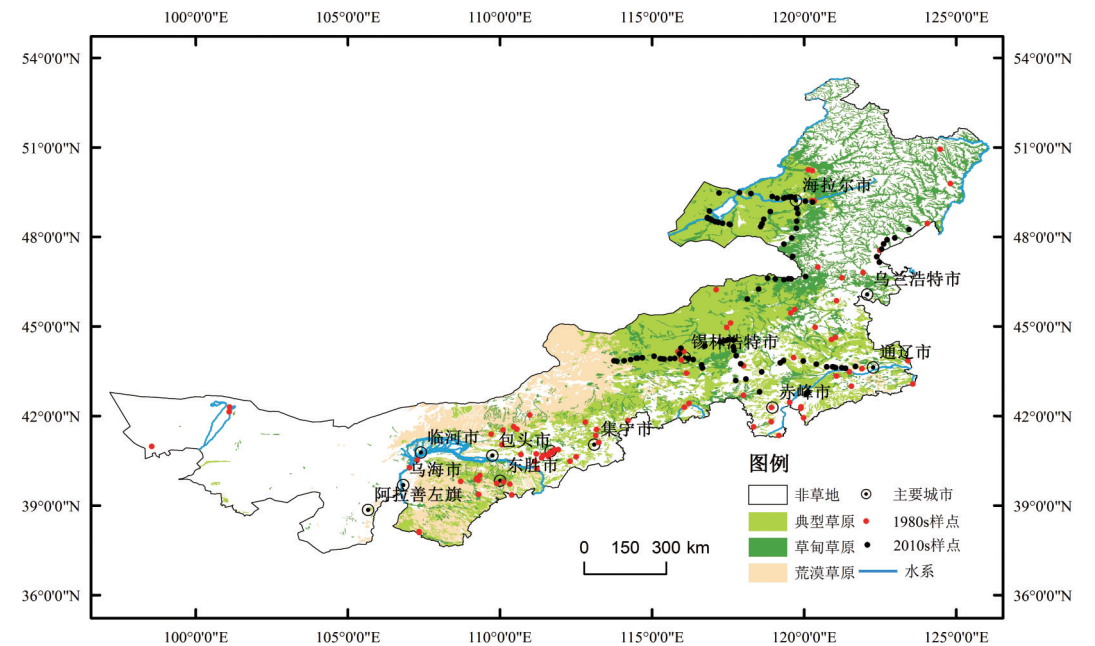 100°0'0"E 105°0'0"E 110°0'0"E 115°0'0"E 120°0'0"E 125°0'0"E
54°0'0"N 54°0'0"N
51°0'0"N 51°0'0"N
海拉尔市
48°0'0"N 48°0'0"N
乌兰浩特市
45°0'0"N 45°0'0"N
锡林浩特市
通辽市
赤峰市
42°0'0"N 42°0'0"N
集宁市
临河市 包头市
乌海市 东胜市
图例
阿拉善左旗
非草地 主要城市
39°0'0"N 39°0'0"N
典型草原 1980s样点
草甸草原 2010s样点
0 150 300 km
荒漠草原 水系
36°0'0"N 36°0'0"N
100°0'0"E 105°0'0"E 110°0'0"E 115°0'0"E 120°0'0"E 125°0'0"E